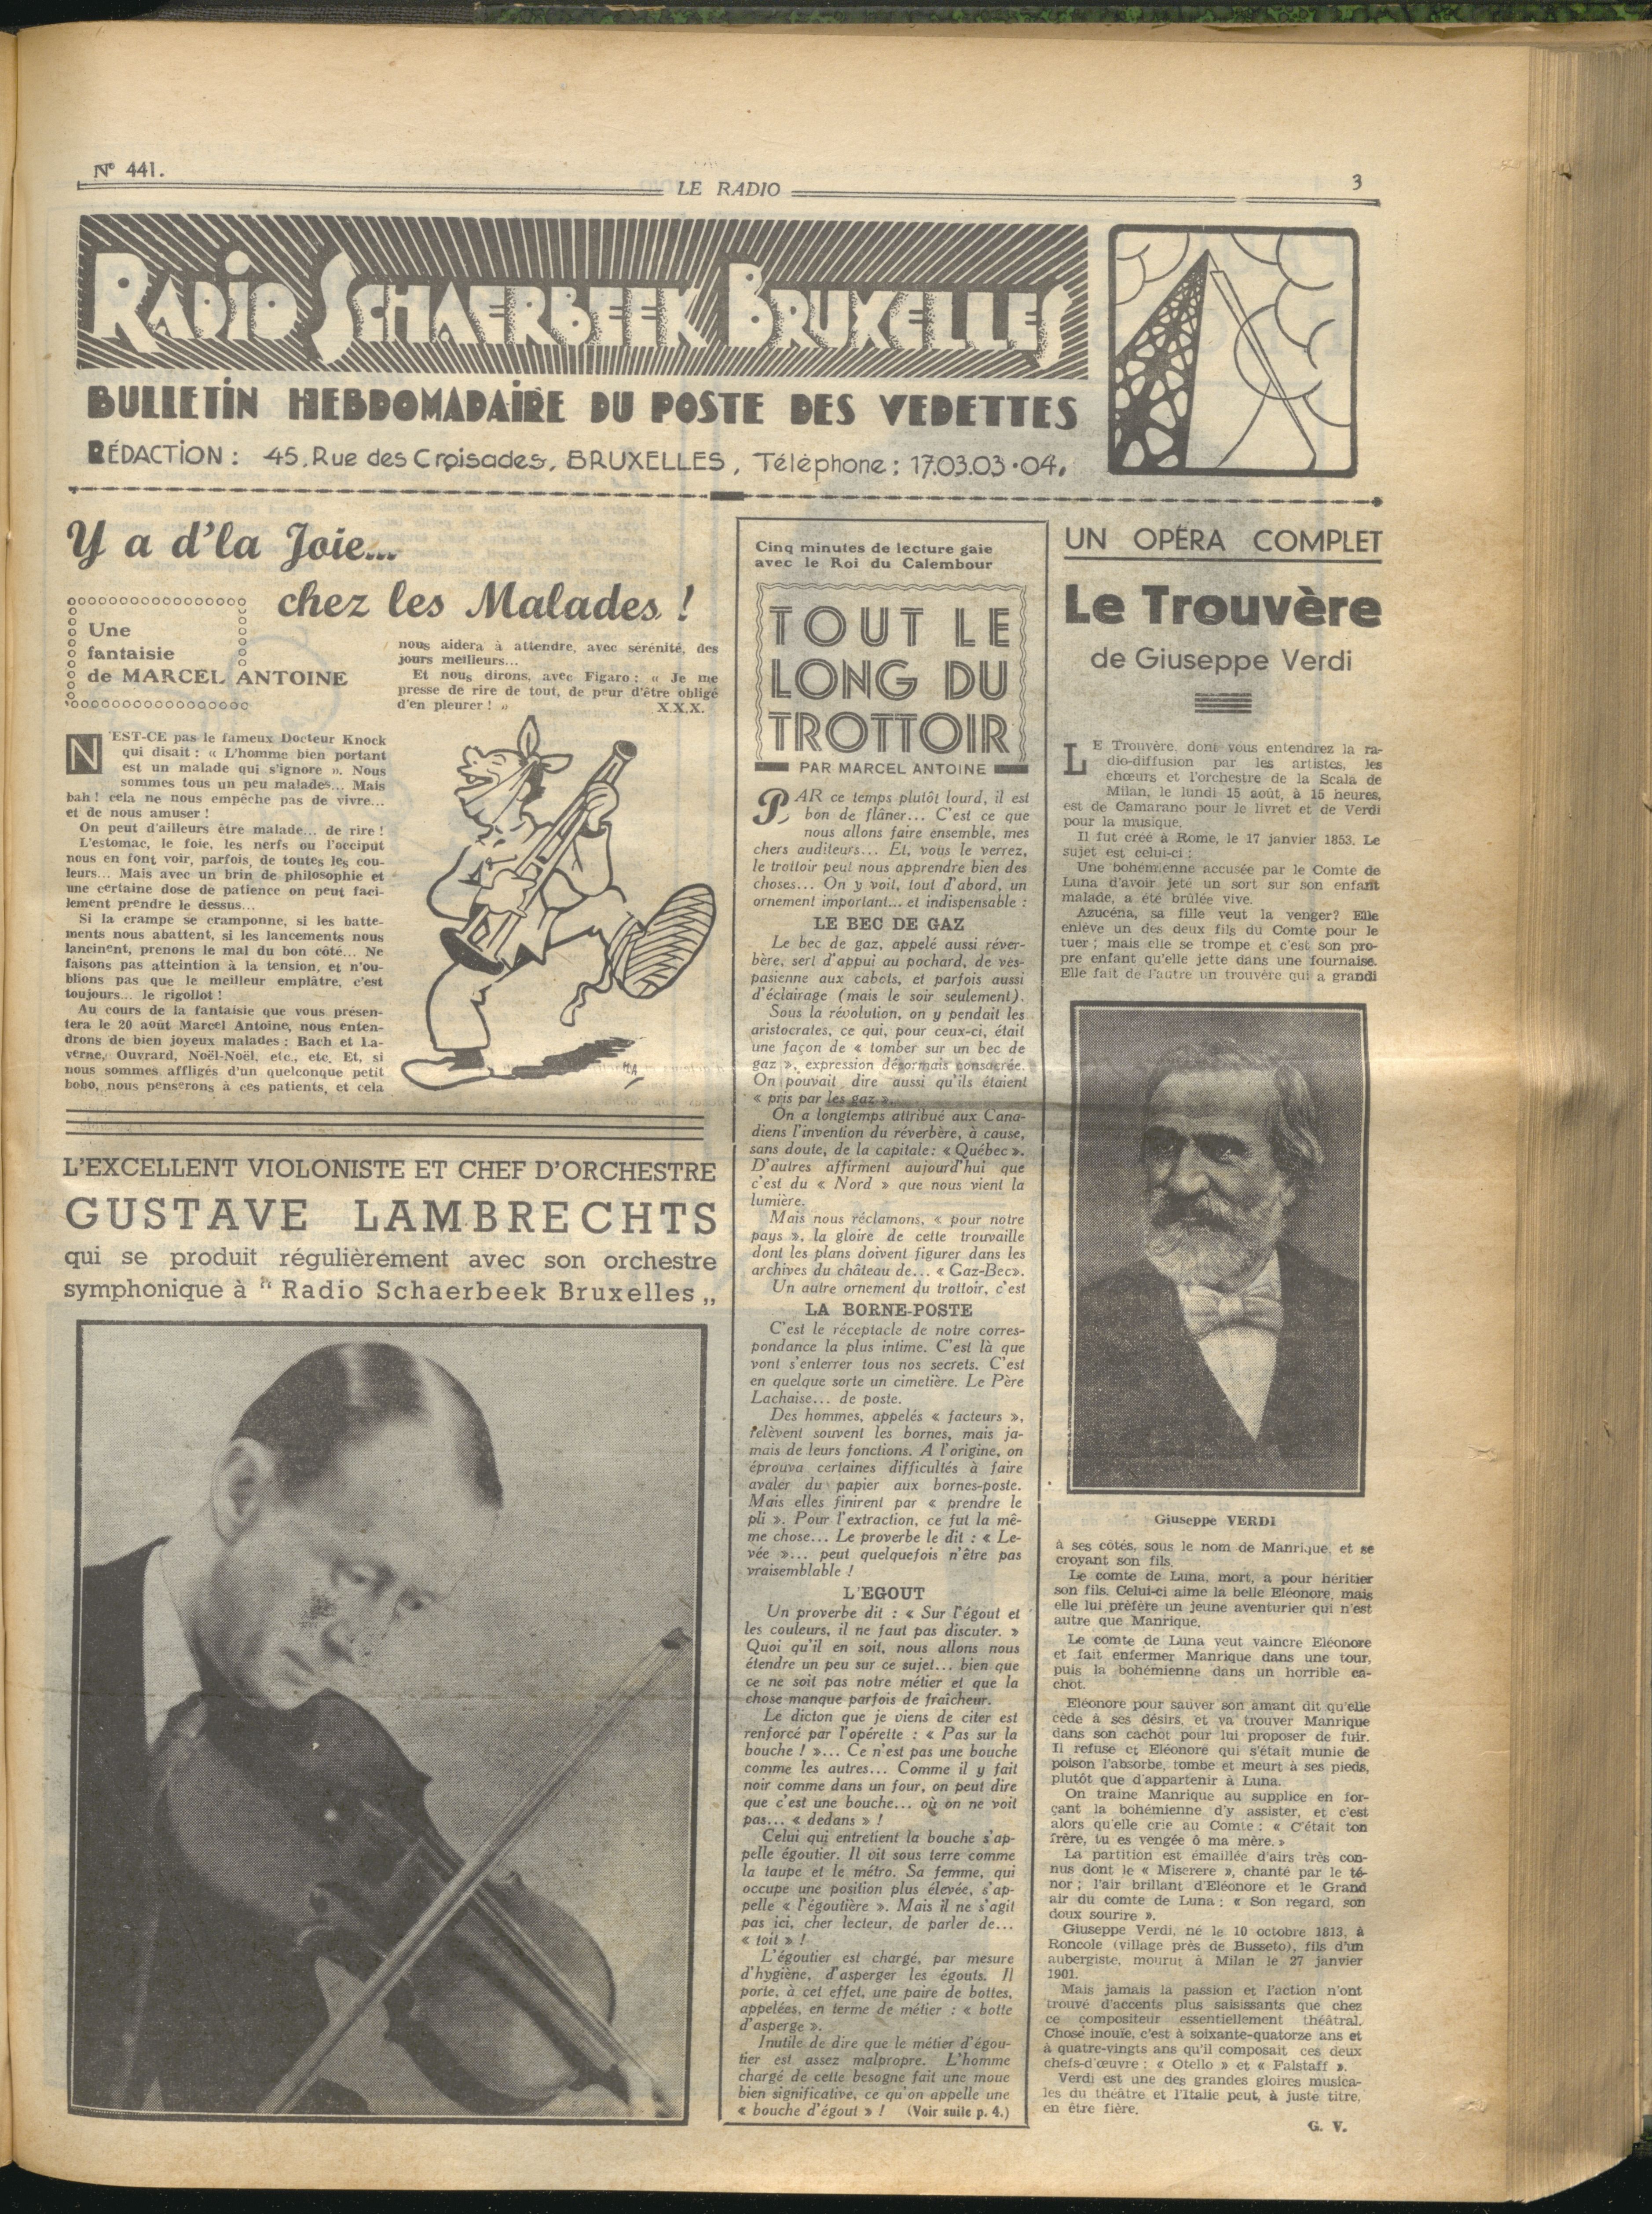 N° 441.
LE RADIO
3
RADIO SCHAERBEEK BRUXELLES
BULLETIN HEBDOMADAIRE DU POSTE DES VEDETTES
RÉDACTION : 45, Rue des Croisades, BRUXELLES, Téléphone : 17.03.03-04.
Y a d'la Joie...
chez les Malades !
Une
fantaisie
de MARCEL ANTOINE
N'EST-CE pas le fameux Docteur Knock
qui disait : « L'homme bien portant
est un malade qui s'ignore ». Nous
sommes tous un peu malades... Mais
bah ! cela ne nous empêche pas de vivre...
et de nous amuser !
On peut d'ailleurs être malade... de rire !
L'estomac, le foie, les nerfs ou l'occiput
nous en font voir, parfois, de toutes les cou-
leurs... Mais avec un brin de philosophie et
une certaine dose de patience on peut faci-
lement prendre le dessus...
Si la crampe se cramponne, si les batte-
ments nous abattent, si les lancements nous
lancinent, prenons le mal du bon côté... Ne
faisons pas atteintion à la tension, et n'ou-
blions pas que le meilleur emplâtre, c'est
toujours... le rigollot !
Au cours de la fantaisie que vous présen-
tera le 20 août Marcel Antoine, nous enten-
drons de bien joyeux malades : Bach et La-
verne, Ouvrard, Noël-Noël, etc., etc. Et, si
nous sommes affligés d'un quelconque petit
bobo, nous penserons à ces patients, et cela
nous aidera à attendre, avec sérénité, des
jours meilleurs...
Et nous dirons, avec Figaro : « Je me
presse de rire de tout, de peur d'être obligé
d'en pleurer ! »
X.X.X.
MA
L'EXCELLENT VIOLONISTE ET CHEF D'ORCHESTRE
GUSTAVE LAMBRECHTS
qui se produit régulièrement avec son orchestre
symphonique à " Radio Schaerbeek Bruxelles „
Cinq minutes de lecture gaie
avec le Roi du Calembour
TOUT LE
LONG DU
TROTTOIR
PAR MARCEL ANTOINE
PAR ce temps plutôt lourd, il est
bon de flâner... C'est ce que
nous allons faire ensemble, mes
chers auditeurs... Et, vous le verrez,
le trottoir peut nous apprendre bien des
choses... On y voit, tout d'abord, un
ornement important... et indispensable :
LE BEC DE GAZ
Le bec de gaz, appelé aussi réver-
bère, sert d'appui au pochard, de ves-
pasienne aux cabots, et parfois aussi
d'éclairage (mais le soir seulement).
Sous la révolution, on y pendait les
aristocrates, ce qui, pour ceux-ci, était
une façon de « tomber sur un bec de
gaz », expression désormais consacrée.
On pouvait dire aussi qu'ils étaient
« pris par les gaz »...
On a longtemps attribué aux Cana-
diens l'invention du réverbère, à cause,
sans doute, de la capitale : « Québec ».
D'autres affirment aujourd'hui que
c'est du « Nord » que nous vient la
lumière.
Mais nous réclamons, « pour notre
pays », la gloire de cette trouvaille
dont les plans doivent figurer dans les
archives du château de... « Gaz-Bec».
Un autre ornement du trottoir, c'est
LA BORNE-POSTE
C'est le réceptacle de notre corres-
pondance la plus intime. C'est là que
vont s'enterrer tous nos secrets. C'est
en quelque sorte un cimetière. Le Père
Lachaise... de poste.
Des hommes, appelés « facteurs »,
relèvent souvent les bornes, mais ja-
mais de leurs fonctions. A l'origine, on
éprouva certaines difficultés à faire
avaler du papier aux bornes-poste.
Mais elles finirent par « prendre le
pli ». Pour l'extraction, ce fut la mê-
me chose... Le proverbe le dit : « Le-
vée »... peut quelquefois n'être pas
vraisemblable !
L'EGOUT
Un proverbe dit : « Sur l'égout et
les couleurs, il ne faut pas discuter. »
Quoi qu'il en soit, nous allons nous
étendre un peu sur ce sujet... bien que
ce ne soit pas notre métier et que la
chose manque parfois de fraîcheur.
Le dicton que je viens de citer est
renforcé par l'opérette : « Pas sur la
bouche ! »... Ce n'est pas une bouche
comme les autres... Comme il y fait
noir comme dans un four, on peut dire
que c'est une bouche... où on ne voit
pas... « dedans » !
Celui qui entretient la bouche s'ap-
pelle égoutier. Il vit sous terre comme
la taupe et le métro. Sa femme, qui
occupe une position plus élevée, s'ap-
pelle « l'égoutière ». Mais il ne s'agit
pas ici, cher lecteur, de parler de...
« toit » !
L'égoutier est chargé, par mesure
d'hygiène, d'asperger les égouts. Il
porte, à cet effet, une paire de bottes,
appelées, en terme de métier : « botte
d'asperge ».
Inutile de dire que le métier d'égou-
tier est assez malpropre. L'homme
chargé de cette besogne fait une moue
bien significative, ce qu'on appelle une
« bouche d'égout » ! (Voir suite p. 4.)
UN OPÉRA COMPLET
Le Trouvère
de Giuseppe Verdi
LE Trouvère, dont vous entendrez la ra-
dio-diffusion par les artistes, les
chœurs et l'orchestre de la Scala de
Milan, le lundi 15 août, à 15 heures,
est de Camarano pour le livret et de Verdi
pour la musique.
Il fut créé à Rome, le 17 janvier 1853. Le
sujet est celui-ci :
Une bohémienne accusée par le Comte de
Luna d'avoir jeté un sort sur son enfant
malade, a été brûlée vive.
Azucéna, sa fille veut la venger? Elle
enlève un des deux fils du Comte pour le
tuer ; mais elle se trompe et c'est son pro-
pre enfant qu'elle jette dans une fournaise.
Elle fait de l'autre un trouvère qui a grandi
Giuseppe VERDI
à ses côtés, sous le nom de Manrique, et se
croyant son fils.
Le comte de Luna, mort, a pour héritier
son fils. Celui-ci aime la belle Eléonore, mais
elle lui préfère un jeune aventurier qui n'est
autre que Manrique.
Le comte de Luna veut vaincre Eléonore
et fait enfermer Manrique dans une tour,
puis la bohémienne dans un horrible ca-
chot.
Eléonore pour sauver son amant dit qu'elle
cède à ses désirs, et va trouver Manrique
dans son cachot pour lui proposer de fuir.
Il refuse et Eléonore qui s'était munie de
poison l'absorbe, tombe et meurt à ses pieds,
plutôt que d'appartenir à Luna.
On traine Manrique au supplice en for-
çant la bohémienne d'y assister, et c'est
alors qu'elle crie au Comte : « C'était ton
frère, tu es vengée ô ma mère. »
La partition est émaillée d'airs très con-
nus dont le « Miserere », chanté par le té-
nor ; l'air brillant d'Eléonore et le Grand
air du comte de Luna : « Son regard, son
doux sourire ».
Giuseppe Verdi, né le 10 octobre 1813, à
Roncole (village près de Busseto), fils d'un
aubergiste, mourut à Milan le 27 janvier
1901.
Mais jamais la passion et l'action n'ont
trouvé d'accents plus saisissants que chez
ce compositeur essentiellement théâtral.
Chose inouïe, c'est à soixante-quatorze ans et
à quatre-vingts ans qu'il composait ces deux
chefs-d'œuvre : « Otello » et « Falstaff ».
Verdi est une des grandes gloires musica-
les du théâtre et l'Italie peut, à juste titre,
en être fière.
G. V.